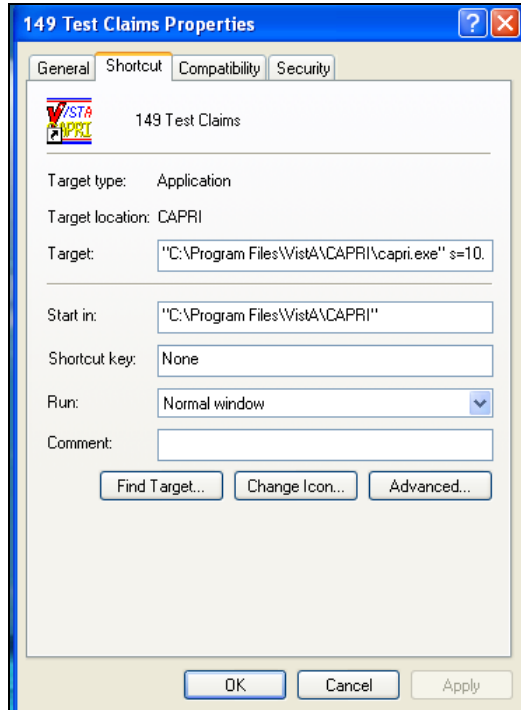 149 Test Claims Properties
General Shortcut Compatibility Security
VISTA
CAPRI
149 Test Claims
Target type: Application
Target location: CAPRI
Target: "C:\Program Files\VistA\CAPRI\capri.exe" s=10.
Start in: "C:\Program Files\VistA\CAPRI"
Shortcut key: None
Run: Normal window
Comment:
Find Target... Change Icon... Advanced...
OK Cancel Apply